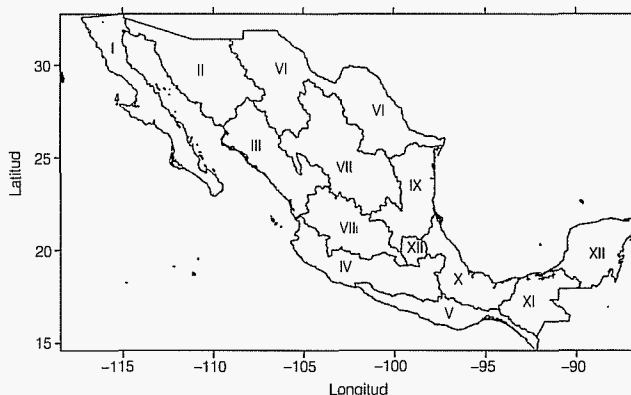 I
II
VI
VI
III
VII
IX
VIII
XII
IV
X
XII
XI
V
30
25
20
15
Latitud
−115
−110
−105
−100
−95
−90
Longitud